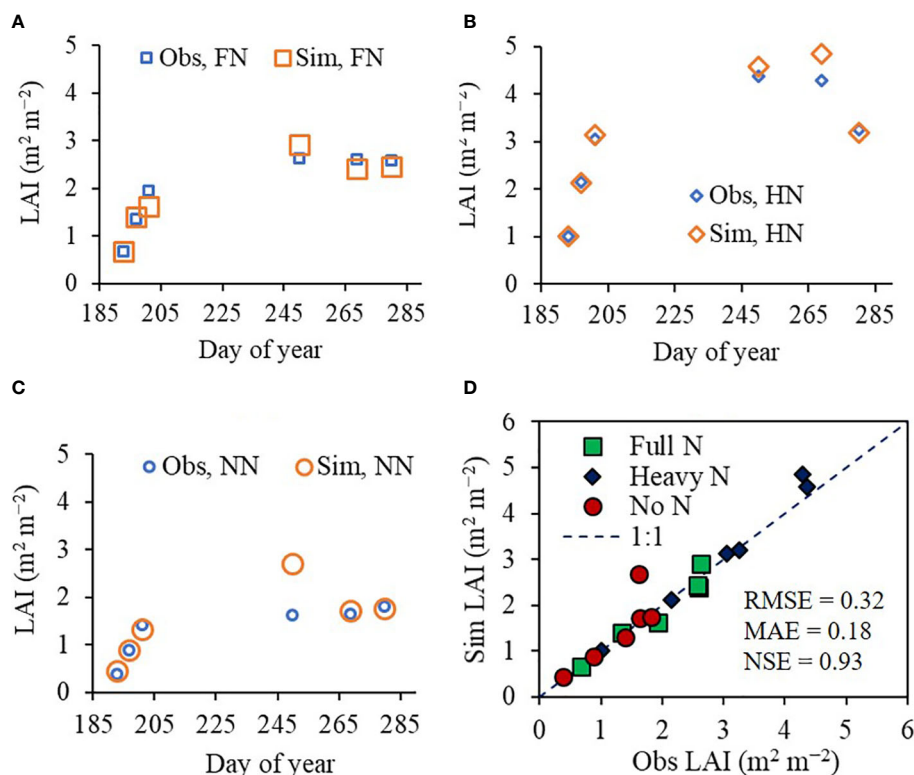 A
Obs, FN Sim, FN
5
4
3
2
1
0
LAI (m² m⁻²)
185 205 225 245 265 285
Day of year
B
5
4
3
2
1
0
LAI (m² m⁻²)
Obs, HN
Sim, HN
185 205 225 245 265 285
Day of year
C
Obs, NN Sim, NN
5
4
3
2
1
0
LAI (m² m⁻²)
185 205 225 245 265 285
Day of year
D
6
5
4
3
2
1
0
Sim LAI (m² m⁻²)
Full N
Heavy N
No N
1:1
RMSE = 0.32
MAE = 0.18
NSE = 0.93
0 1 2 3 4 5 6
Obs LAI (m² m⁻²)